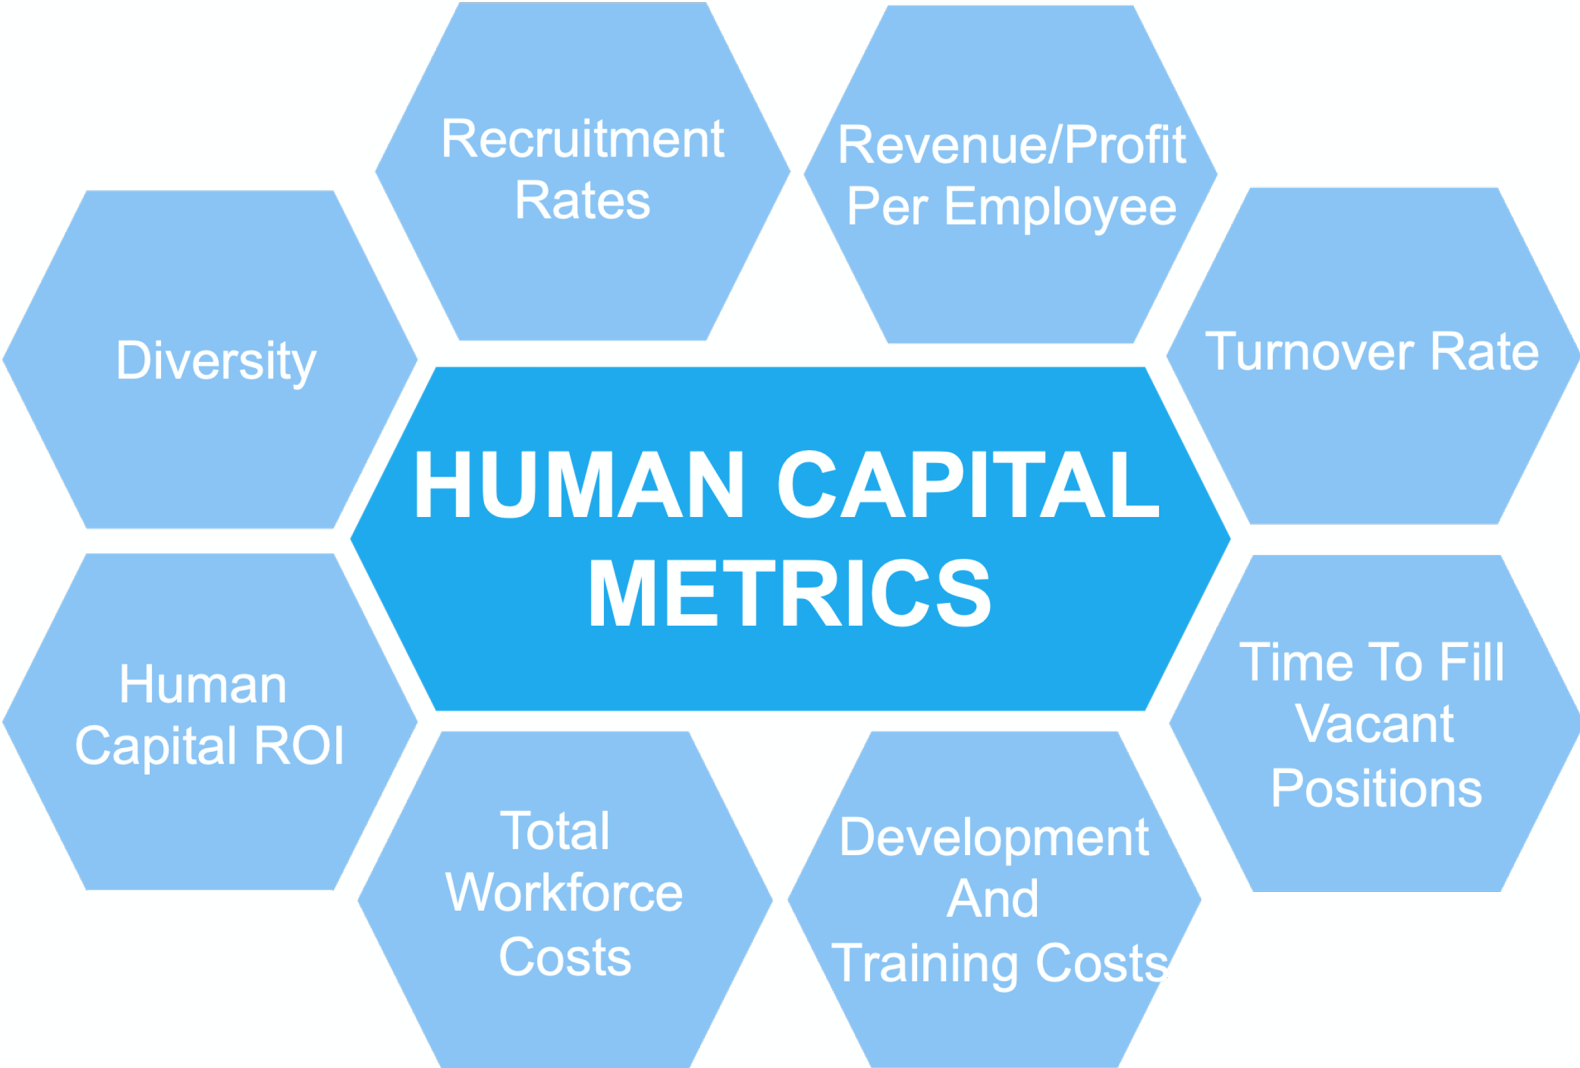 Recruitment
Rates
Revenue/Profit
Per Employee
Diversity
Turnover Rate
HUMAN CAPITAL
METRICS
Human
Capital ROI
Time To Fill
Vacant
Positions
Total
Workforce
Costs
Development
And
Training Costs